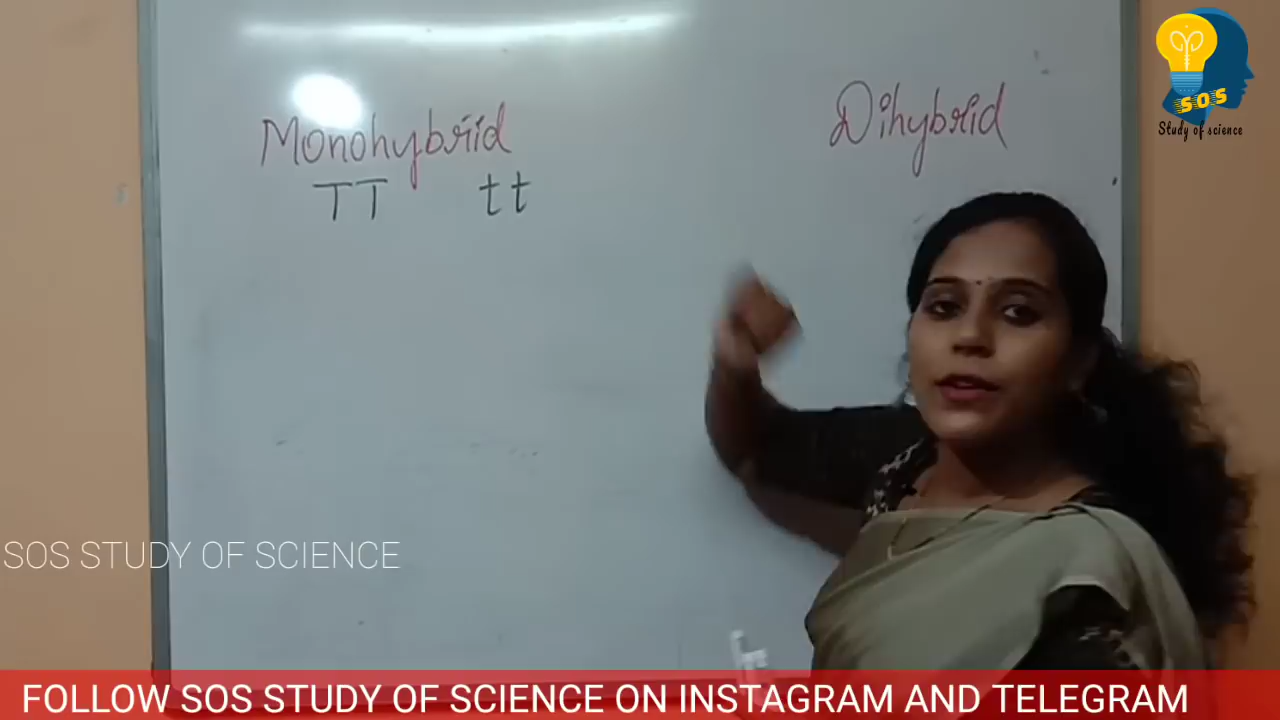 Monohybriid
Dihybrid
TT tt
SOS
Study of science
SOS STUDY OF SCIENCE
FOLLOW SOS STUDY OF SCIENCE ON INSTAGRAM AND TELEGRAM